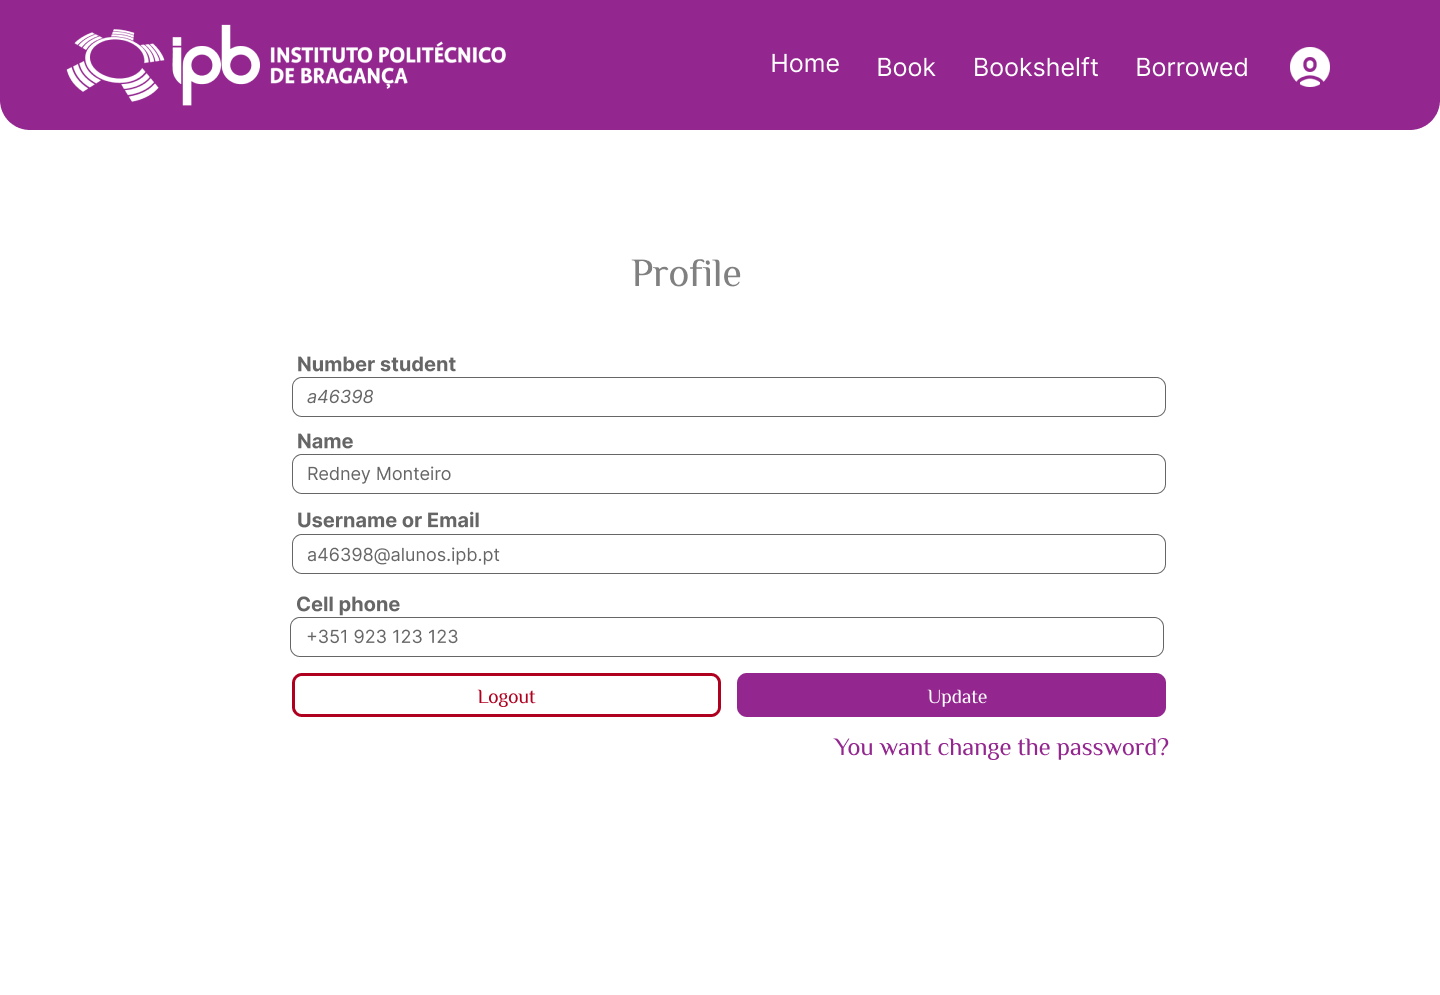 ipb INSTITUTO POLITÉCNICO
DE BRAGANÇA
Home Book Bookshelft Borrowed
Profile
Number student
a46398
Name
Redney Monteiro
Username or Email
a46398@alunos.ipb.pt
Cell phone
+351 923 123 123
Logout Update
You want change the password?